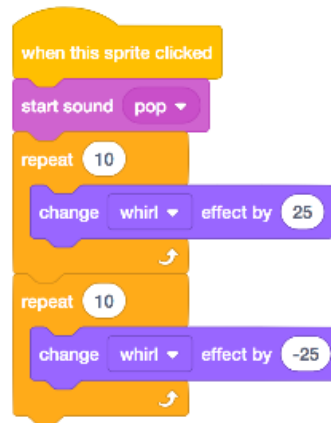 when this sprite clicked
start sound pop
repeat 10
change whirl effect by 25
repeat 10
change whirl effect by -25